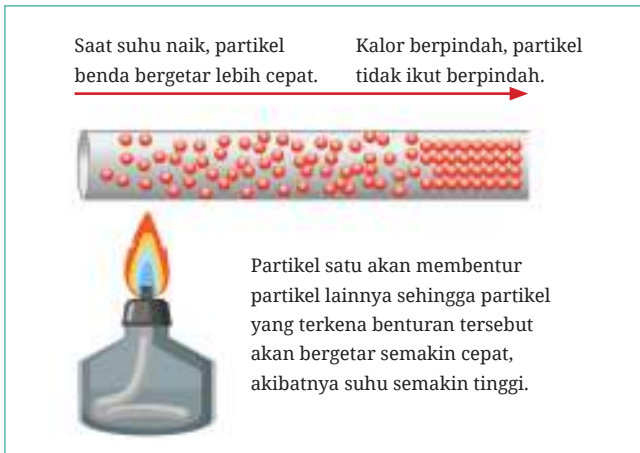 Saat suhu naik, partikel
benda bergetar lebih cepat.
Kalor berpindah, partikel
tidak ikut berpindah.
Partikel satu akan membentur
partikel lainnya sehingga partikel
yang terkena benturan tersebut
akan bergetar semakin cepat,
akibatnya suhu semakin tinggi.